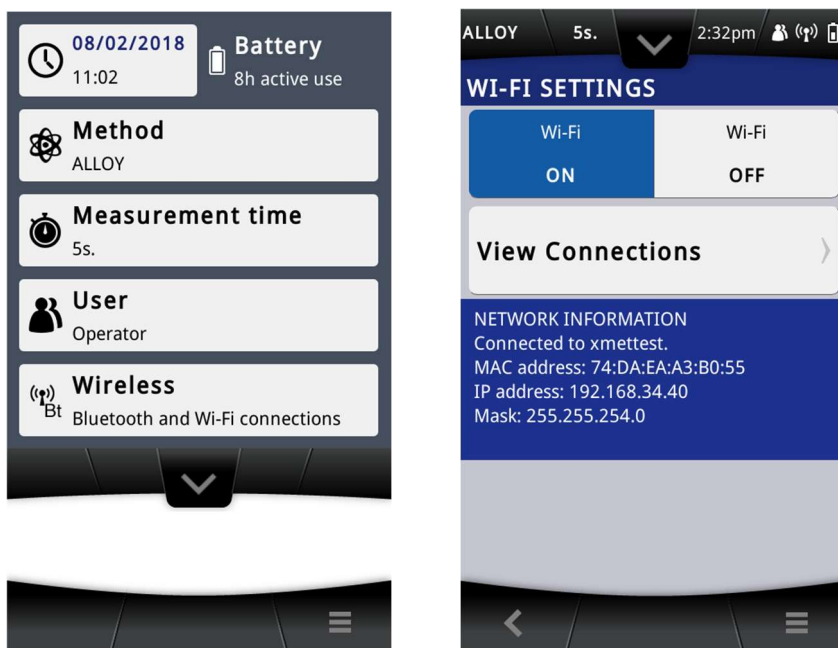 08/02/2018
11:02
Battery
8h active use
Method
ALLOY
Measurement time
5s.
User
Operator
Bt
Wireless
Bluetooth and Wi-Fi connections
ALLOY 5s. 2:32pm
WI-FI SETTINGS
Wi-Fi
ON
Wi-Fi
OFF
View Connections
NETWORK INFORMATION
Connected to xmettest.
MAC address: 74:DA:EA:A3:B0:55
IP address: 192.168.34.40
Mask: 255.255.254.0